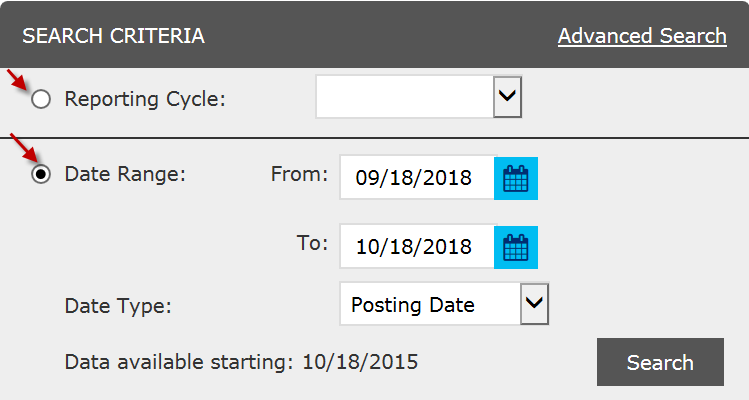 SEARCH CRITERIA Advanced Search
Reporting Cycle:
Date Range: From: 09/18/2018
To: 10/18/2018
Date Type: Posting Date
Data available starting: 10/18/2015 Search